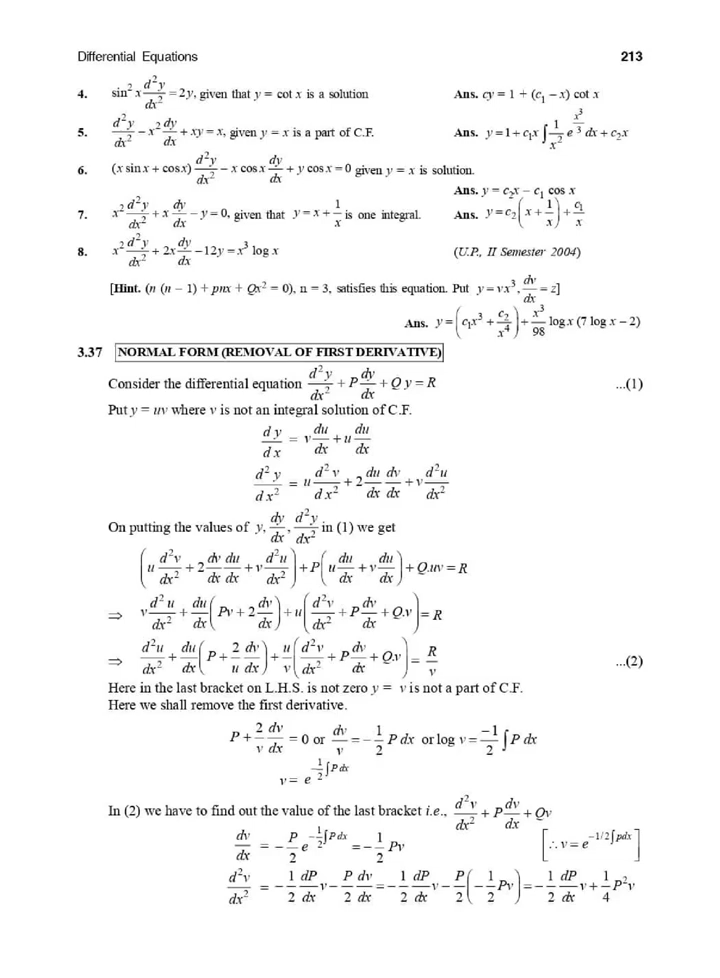 Differential Equations 213
4. sin² x d²y/dx² = 2y, given that y = cot x is a solution Ans. cy = 1 + (c₁ – x) cot x
5. d²y/dx² – x² dy/dx + xy = x, given y = x is a part of C.F. Ans. y = 1 + c₁x ∫ 1/x² e^(x³/3) dx + c₂x
6. (x sin x + cos x) d²y/dx² – x cos x dy/dx + y cos x = 0 given y = x is solution.
Ans. y = c₂x – c₁ cos x
7. x² d²y/dx² + x dy/dx – y = 0, given that y = x + 1/x is one integral. Ans. y = c₂(x + 1/x) + c₁/x
8. x² d²y/dx² + 2x dy/dx – 12y = x³ log x (U.P., II Semester 2004)
[Hint. (n (n – 1) + pnx + Qx² = 0), n = 3, satisfies this equation. Put y = vx³, dv/dx = z]
Ans. y = (c₁x³ + c₂/x⁴) + x³/98 log x (7 log x – 2)
3.37 NORMAL FORM (REMOVAL OF FIRST DERIVATIVE)
Consider the differential equation d²y/dx² + P dy/dx + Q y = R ...(1)
Put y = uv where v is not an integral solution of C.F.
dy/dx = v du/dx + u du/dx
d²y/dx² = u d²v/dx² + 2 du/dx dv/dx + v d²u/dx²
On putting the values of y, dy/dx, d²y/dx² in (1) we get
(u d²v/dx² + 2 dv/dx du/dx + v d²u/dx²) + P(u du/dx + v du/dx) + Q.uv = R
⇒ v d²u/dx² + du/dx (Pv + 2 dv/dx) + u(d²v/dx² + P dv/dx + Q.v) = R
⇒ d²u/dx² + du/dx (P + 2/u dv/dx) + u/v (d²v/dx² + P dv/dx + Q.v) = R/v ...(2)
Here in the last bracket on L.H.S. is not zero y = v is not a part of C.F.
Here we shall remove the first derivative.
P + 2/v dv/dx = 0 or dv/v = – 1/2 P dx or log v = –1/2 ∫P dx
v = e^(–1/2 ∫P dx)
In (2) we have to find out the value of the last bracket i.e., d²v/dx² + P dv/dx + Qv
dv/dx = – P/2 e^(–1/2 ∫P dx) = – 1/2 Pv [∴ v = e^(–1/2 ∫pdx)]
d²v/dx² = – 1/2 dP/dx v – P/2 dv/dx = – 1/2 dP/dx v – P/2 (– 1/2 Pv) = – 1/2 dP/dx v + 1/4 P²v